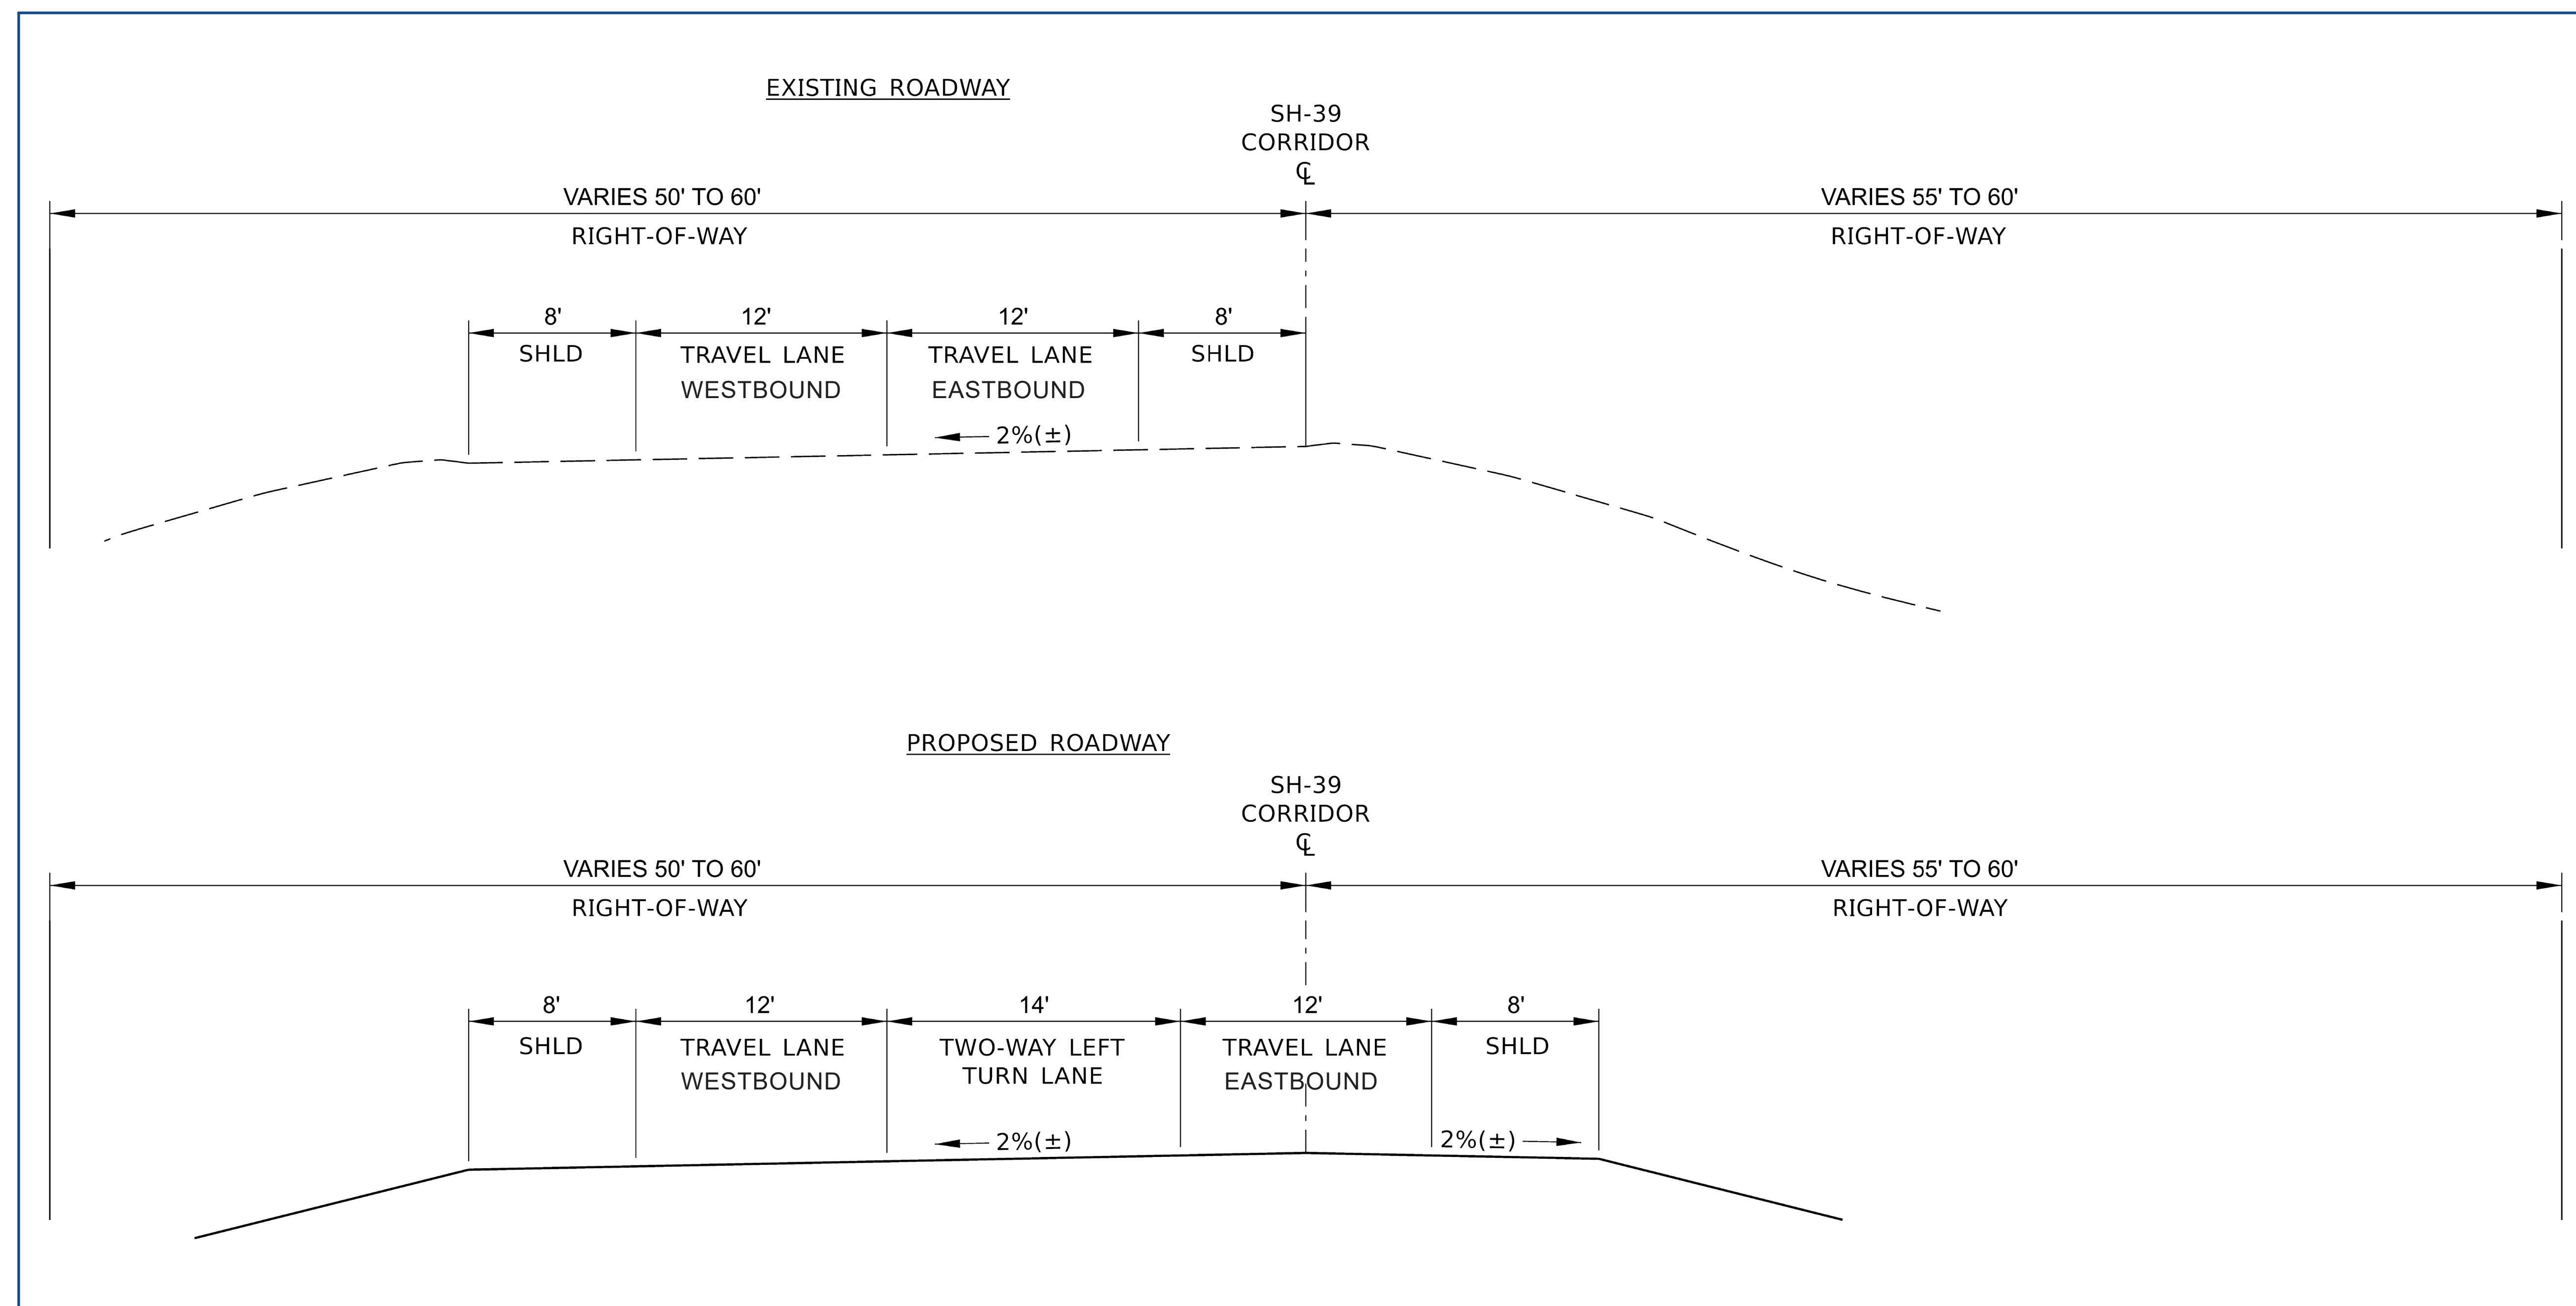 EXISTING ROADWAY
SH-39
CORRIDOR
℄
VARIES 50' TO 60'
VARIES 55' TO 60'
RIGHT-OF-WAY
RIGHT-OF-WAY
8'
12'
12'
8'
SHLD
TRAVEL LANE
TRAVEL LANE
SHLD
WESTBOUND
EASTBOUND
2%(±)
PROPOSED ROADWAY
SH-39
CORRIDOR
℄
VARIES 50' TO 60'
VARIES 55' TO 60'
RIGHT-OF-WAY
RIGHT-OF-WAY
8'
12'
14'
12'
8'
SHLD
TRAVEL LANE
WESTBOUND
TWO-WAY LEFT
TURN LANE
TRAVEL LANE
EASTBOUND
SHLD
2%(±)
2%(±)